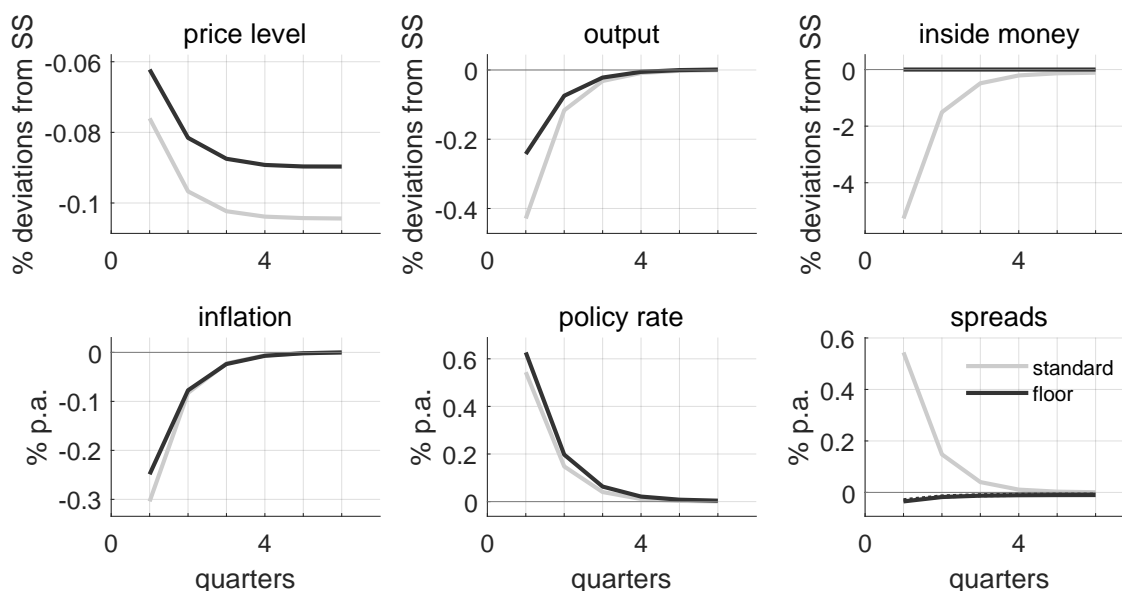 price level
% deviations from SS
-0.06
-0.08
-0.1
0
4
output
% deviations from SS
0
-0.2
-0.4
0
4
inside money
% deviations from SS
0
-2
-4
0
4
inflation
% p.a.
0
-0.1
-0.2
-0.3
0
4
quarters
policy rate
% p.a.
0.6
0.4
0.2
0
0
4
quarters
spreads
% p.a.
0.6
0.4
0.2
0
standard
floor
0
4
quarters